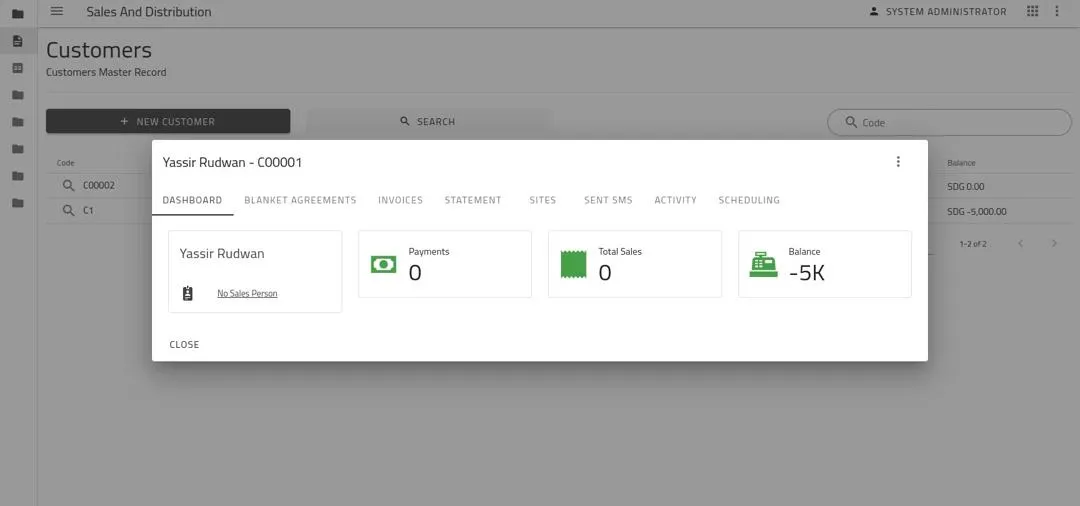 Sales And Distribution
SYSTEM ADMINISTRATOR
Customers
Customers Master Record
+ NEW CUSTOMER
SEARCH
Code
Code
Balance
C00002
SDG 0.00
C1
SDG -5,000.00
1-2 of 2
Yassir Rudwan - C00001
DASHBOARD
BLANKET AGREEMENTS
INVOICES
STATEMENT
SITES
SENT SMS
ACTIVITY
SCHEDULING
Yassir Rudwan
No Sales Person
Payments
0
Total Sales
0
Balance
-5K
CLOSE